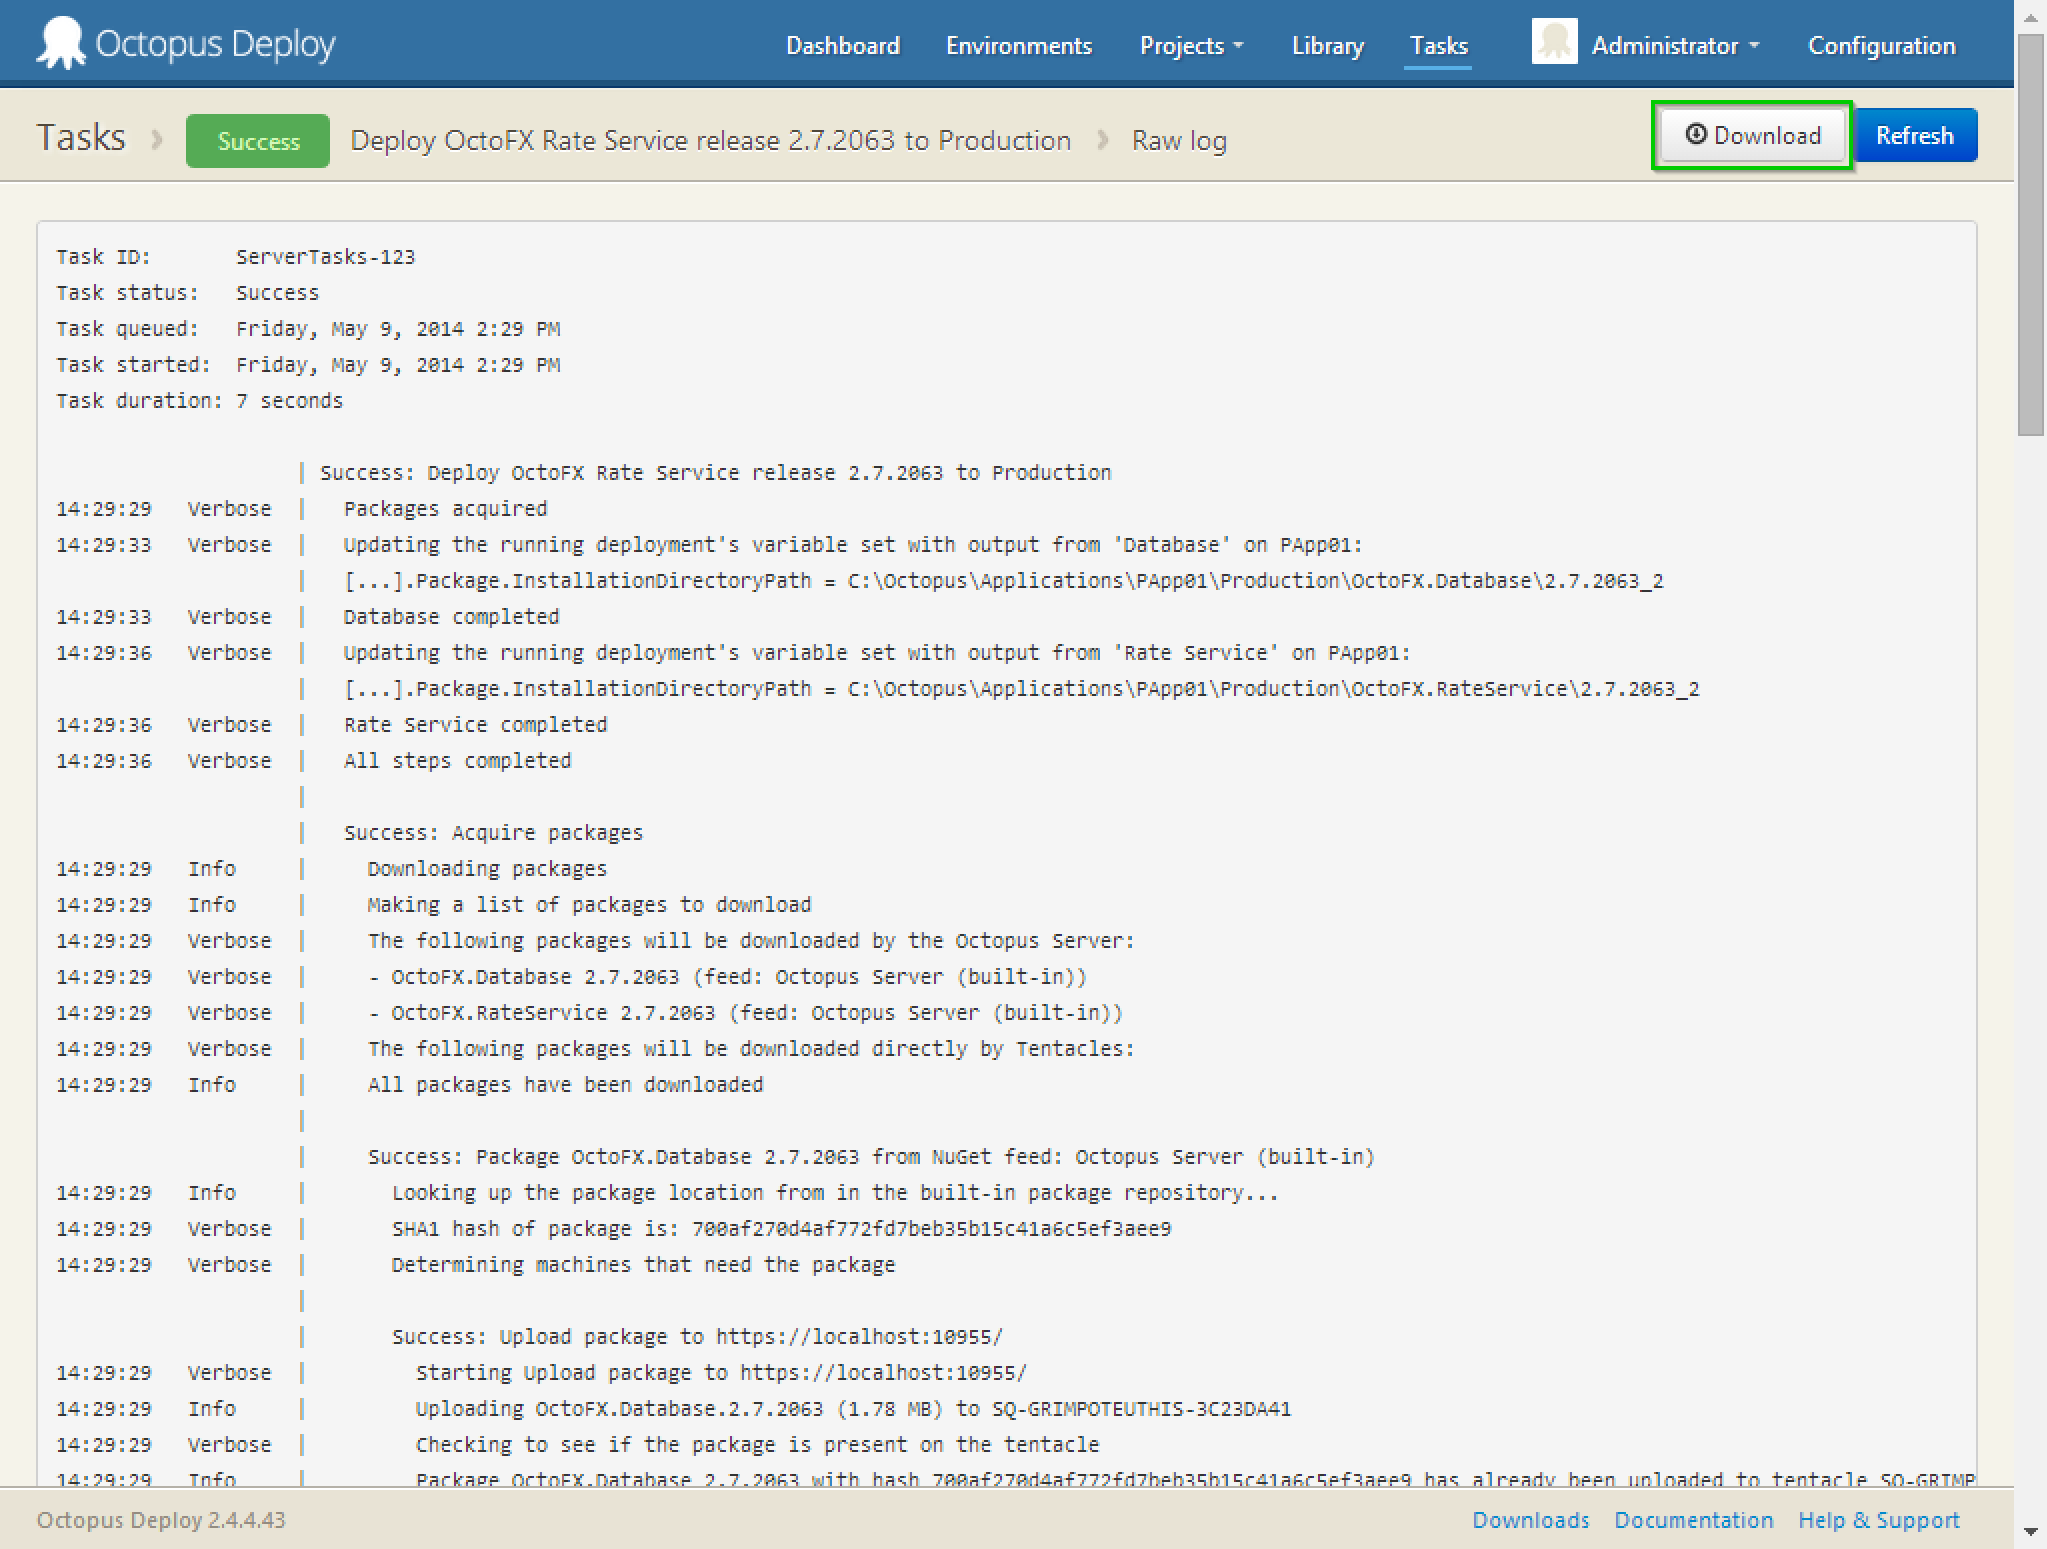 Octopus Deploy Dashboard Environments Projects Library Tasks Administrator Configuration
Tasks › Success Deploy OctoFX Rate Service release 2.7.2063 to Production › Raw log Download Refresh
Task ID:       ServerTasks-123
Task status:   Success
Task queued:   Friday, May 9, 2014 2:29 PM
Task started:  Friday, May 9, 2014 2:29 PM
Task duration: 7 seconds
                    | Success: Deploy OctoFX Rate Service release 2.7.2063 to Production
14:29:29   Verbose  |   Packages acquired
14:29:33   Verbose  |   Updating the running deployment's variable set with output from 'Database' on PApp01:
                    |   [...].Package.InstallationDirectoryPath = C:\Octopus\Applications\PApp01\Production\OctoFX.Database\2.7.2063_2
14:29:33   Verbose  |   Database completed
14:29:36   Verbose  |   Updating the running deployment's variable set with output from 'Rate Service' on PApp01:
                    |   [...].Package.InstallationDirectoryPath = C:\Octopus\Applications\PApp01\Production\OctoFX.RateService\2.7.2063_2
14:29:36   Verbose  |   Rate Service completed
14:29:36   Verbose  |   All steps completed
                    |
                    |   Success: Acquire packages
14:29:29   Info     |     Downloading packages
14:29:29   Info     |     Making a list of packages to download
14:29:29   Verbose  |     The following packages will be downloaded by the Octopus Server:
14:29:29   Verbose  |     - OctoFX.Database 2.7.2063 (feed: Octopus Server (built-in))
14:29:29   Verbose  |     - OctoFX.RateService 2.7.2063 (feed: Octopus Server (built-in))
14:29:29   Verbose  |     The following packages will be downloaded directly by Tentacles:
14:29:29   Info     |     All packages have been downloaded
                    |
                    |     Success: Package OctoFX.Database 2.7.2063 from NuGet feed: Octopus Server (built-in)
14:29:29   Info     |       Looking up the package location from in the built-in package repository...
14:29:29   Verbose  |       SHA1 hash of package is: 700af270d4af772fd7beb35b15c41a6c5ef3aee9
14:29:29   Verbose  |       Determining machines that need the package
                    |
                    |       Success: Upload package to https://localhost:10955/
14:29:29   Verbose  |         Starting Upload package to https://localhost:10955/
14:29:29   Info     |         Uploading OctoFX.Database.2.7.2063 (1.78 MB) to SQ-GRIMPOTEUTHIS-3C23DA41
14:29:29   Verbose  |         Checking to see if the package is present on the tentacle
14:29:29   Info     |         Package OctoFX.Database 2.7.2063 with hash 700af270d4af772fd7beb35b15c41a6c5ef3aee9 has already been uploaded to tentacle SQ-GRIMP
Octopus Deploy 2.4.4.43 Downloads Documentation Help & Support